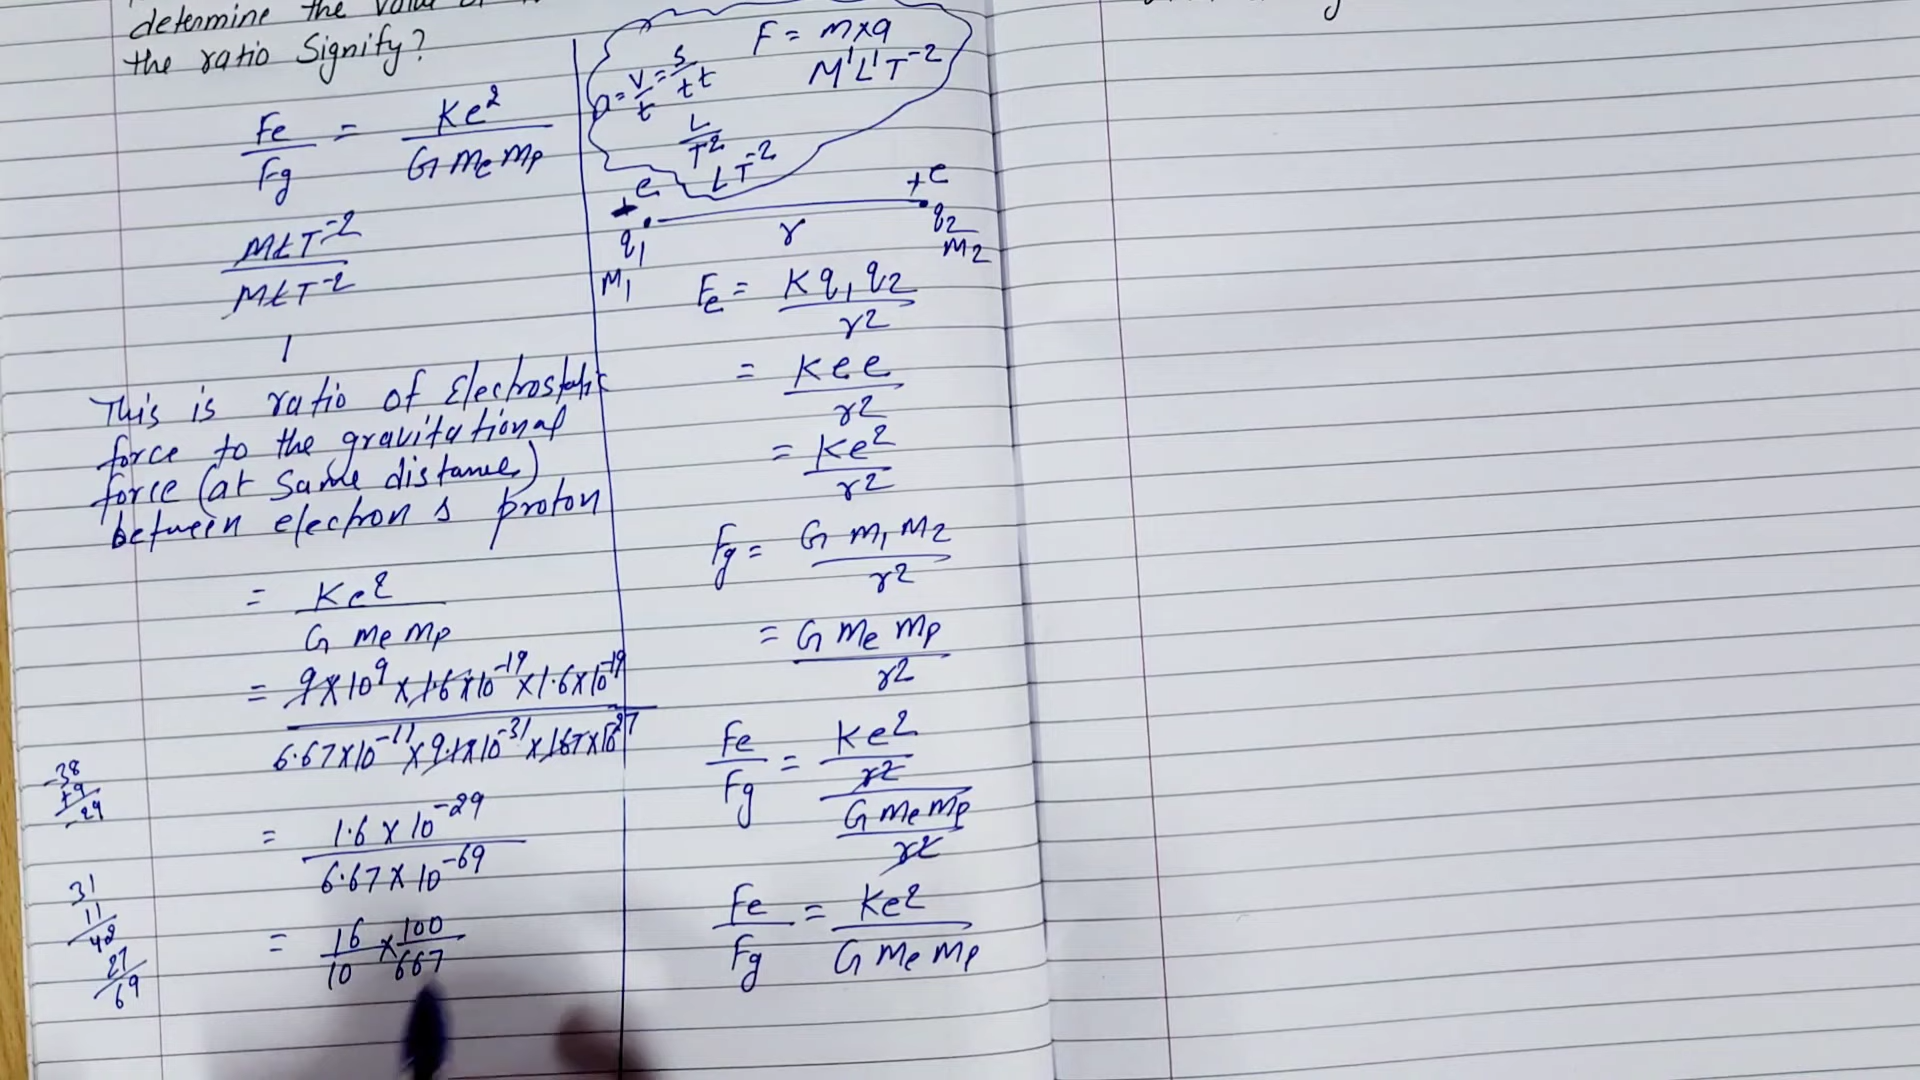 determine the
the ratio Signify?
Fe/Fg = Ke²/G Me Mp
MLT⁻²/MLT⁻²
1
This is ratio of Electrostatic
force to the gravitational
force (at Same distance)
between electron & proton
= Ke²/G Me Mp
= 9×10⁹ × 1.6×10⁻¹⁹ × 1.6×10⁻¹⁹/6.67×10⁻¹¹ × 9.1×10⁻³¹ × 1.67×10⁻²⁷
-38
+9
-29
= 1.6 × 10⁻²⁹/6.67 × 10⁻⁶⁹
31
11
42
27
69
= 16/10 × 100/667
F = m×a
M¹L¹T⁻²
a = v/t = s/t t
L/T²
LT⁻²
e +e
q₁ r q₂
M₁ M₂
Fe = K q₁ q₂/r²
= K e e/r²
= Ke²/r²
Fg = G m₁ M₂/r²
= G Me Mp/r²
Fe/Fg = Ke²/r²/G Me Mp/r²
Fe/Fg = Ke²/G Me Mp